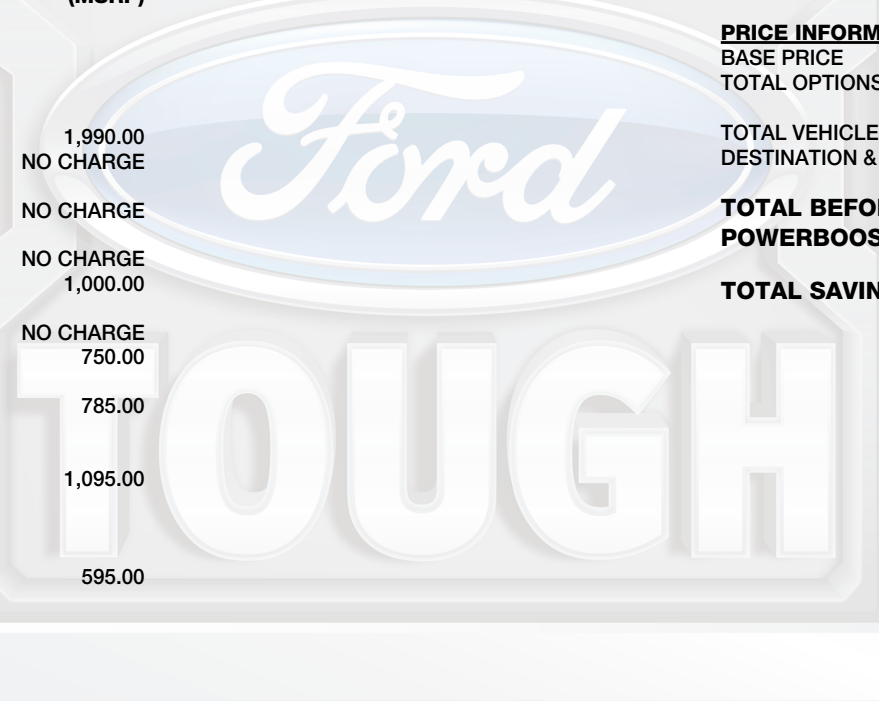 (MSRP)
1,990.00
NO CHARGE
NO CHARGE
NO CHARGE
1,000.00
NO CHARGE
750.00
785.00
1,095.00
595.00
PRICE INFORM
BASE PRICE
TOTAL OPTIONS
TOTAL VEHICLE
DESTINATION &
TOTAL BEFO
POWERBOOS
TOTAL SAVIN
Ford
TOUGH